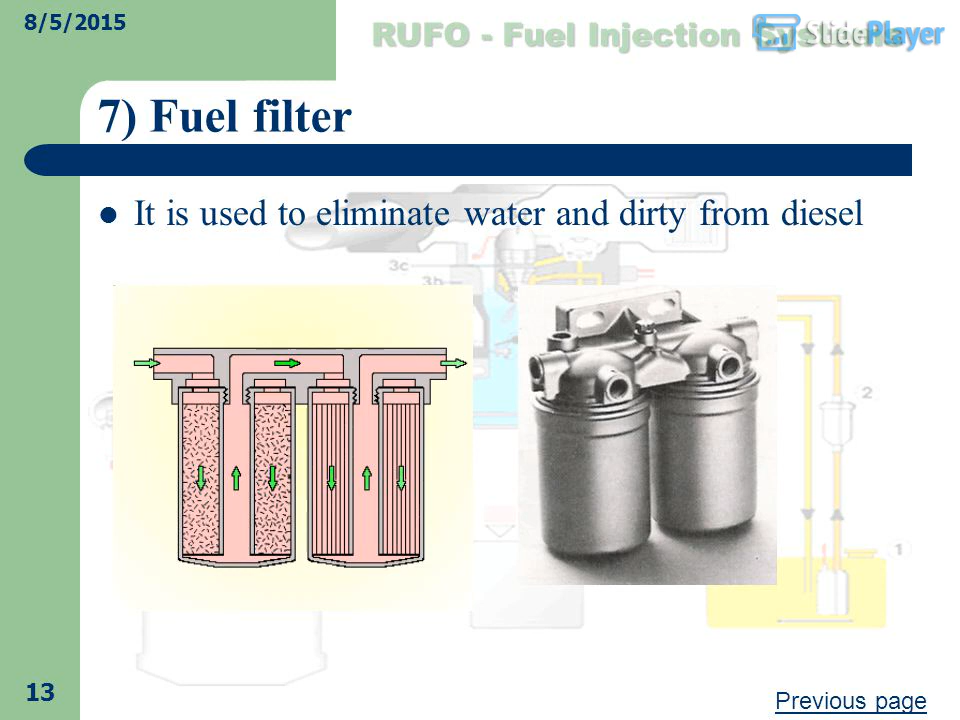 8/5/2015
RUFO - Fuel Injection Systems
SlidePlayer
7) Fuel filter
It is used to eliminate water and dirty from diesel
3c
3b
2
1
13
Previous page